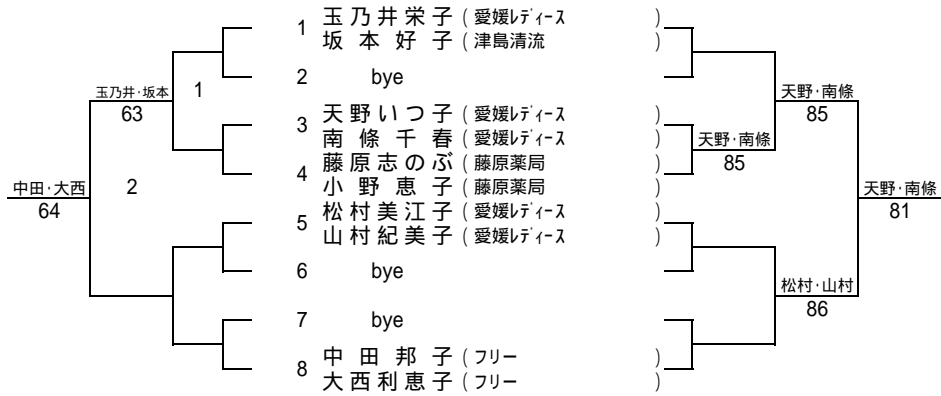 1 玉乃井栄子 (愛媛ﾚﾃﾞｨｰｽ )
坂本好子 (津島清流 )
2 bye
玉乃井・坂本 1
63
天野・南條
85
3 天野いつ子 (愛媛ﾚﾃﾞｨｰｽ )
南條千春 (愛媛ﾚﾃﾞｨｰｽ )
天野・南條
85
4 藤原志のぶ (藤原薬局 )
小野恵子 (藤原薬局 )
中田・大西 2
64
天野・南條
81
5 松村美江子 (愛媛ﾚﾃﾞｨｰｽ )
山村紀美子 (愛媛ﾚﾃﾞｨｰｽ )
6 bye
松村・山村
86
7 bye
8 中田邦子 (フリー )
大西利恵子 (フリー )